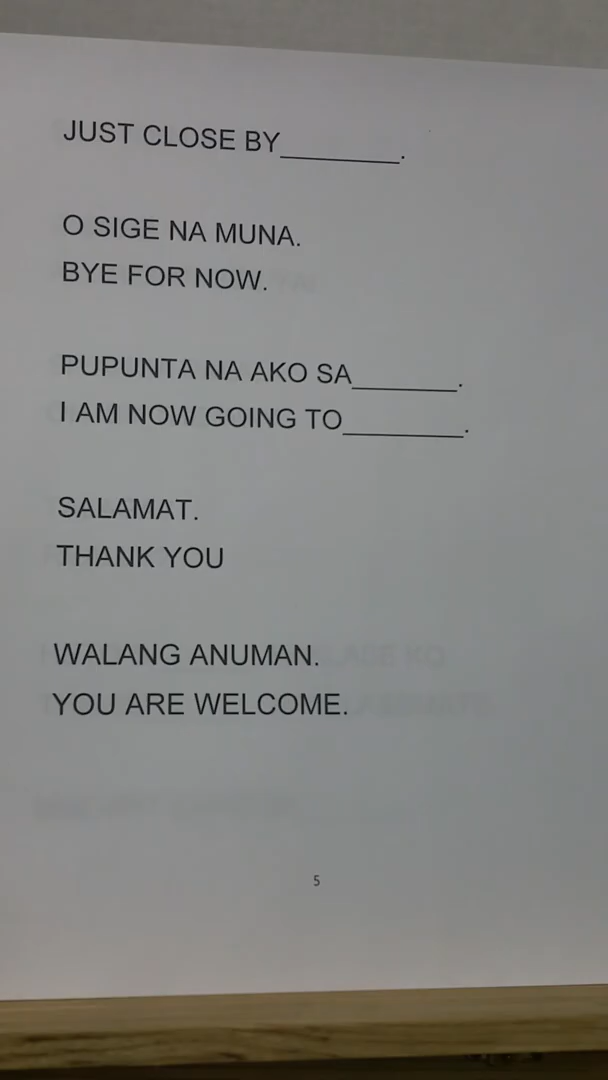 JUST CLOSE BY________.
O SIGE NA MUNA.
BYE FOR NOW.
PUPUNTA NA AKO SA_______.
I AM NOW GOING TO________.
SALAMAT.
THANK YOU
WALANG ANUMAN.
YOU ARE WELCOME.
5